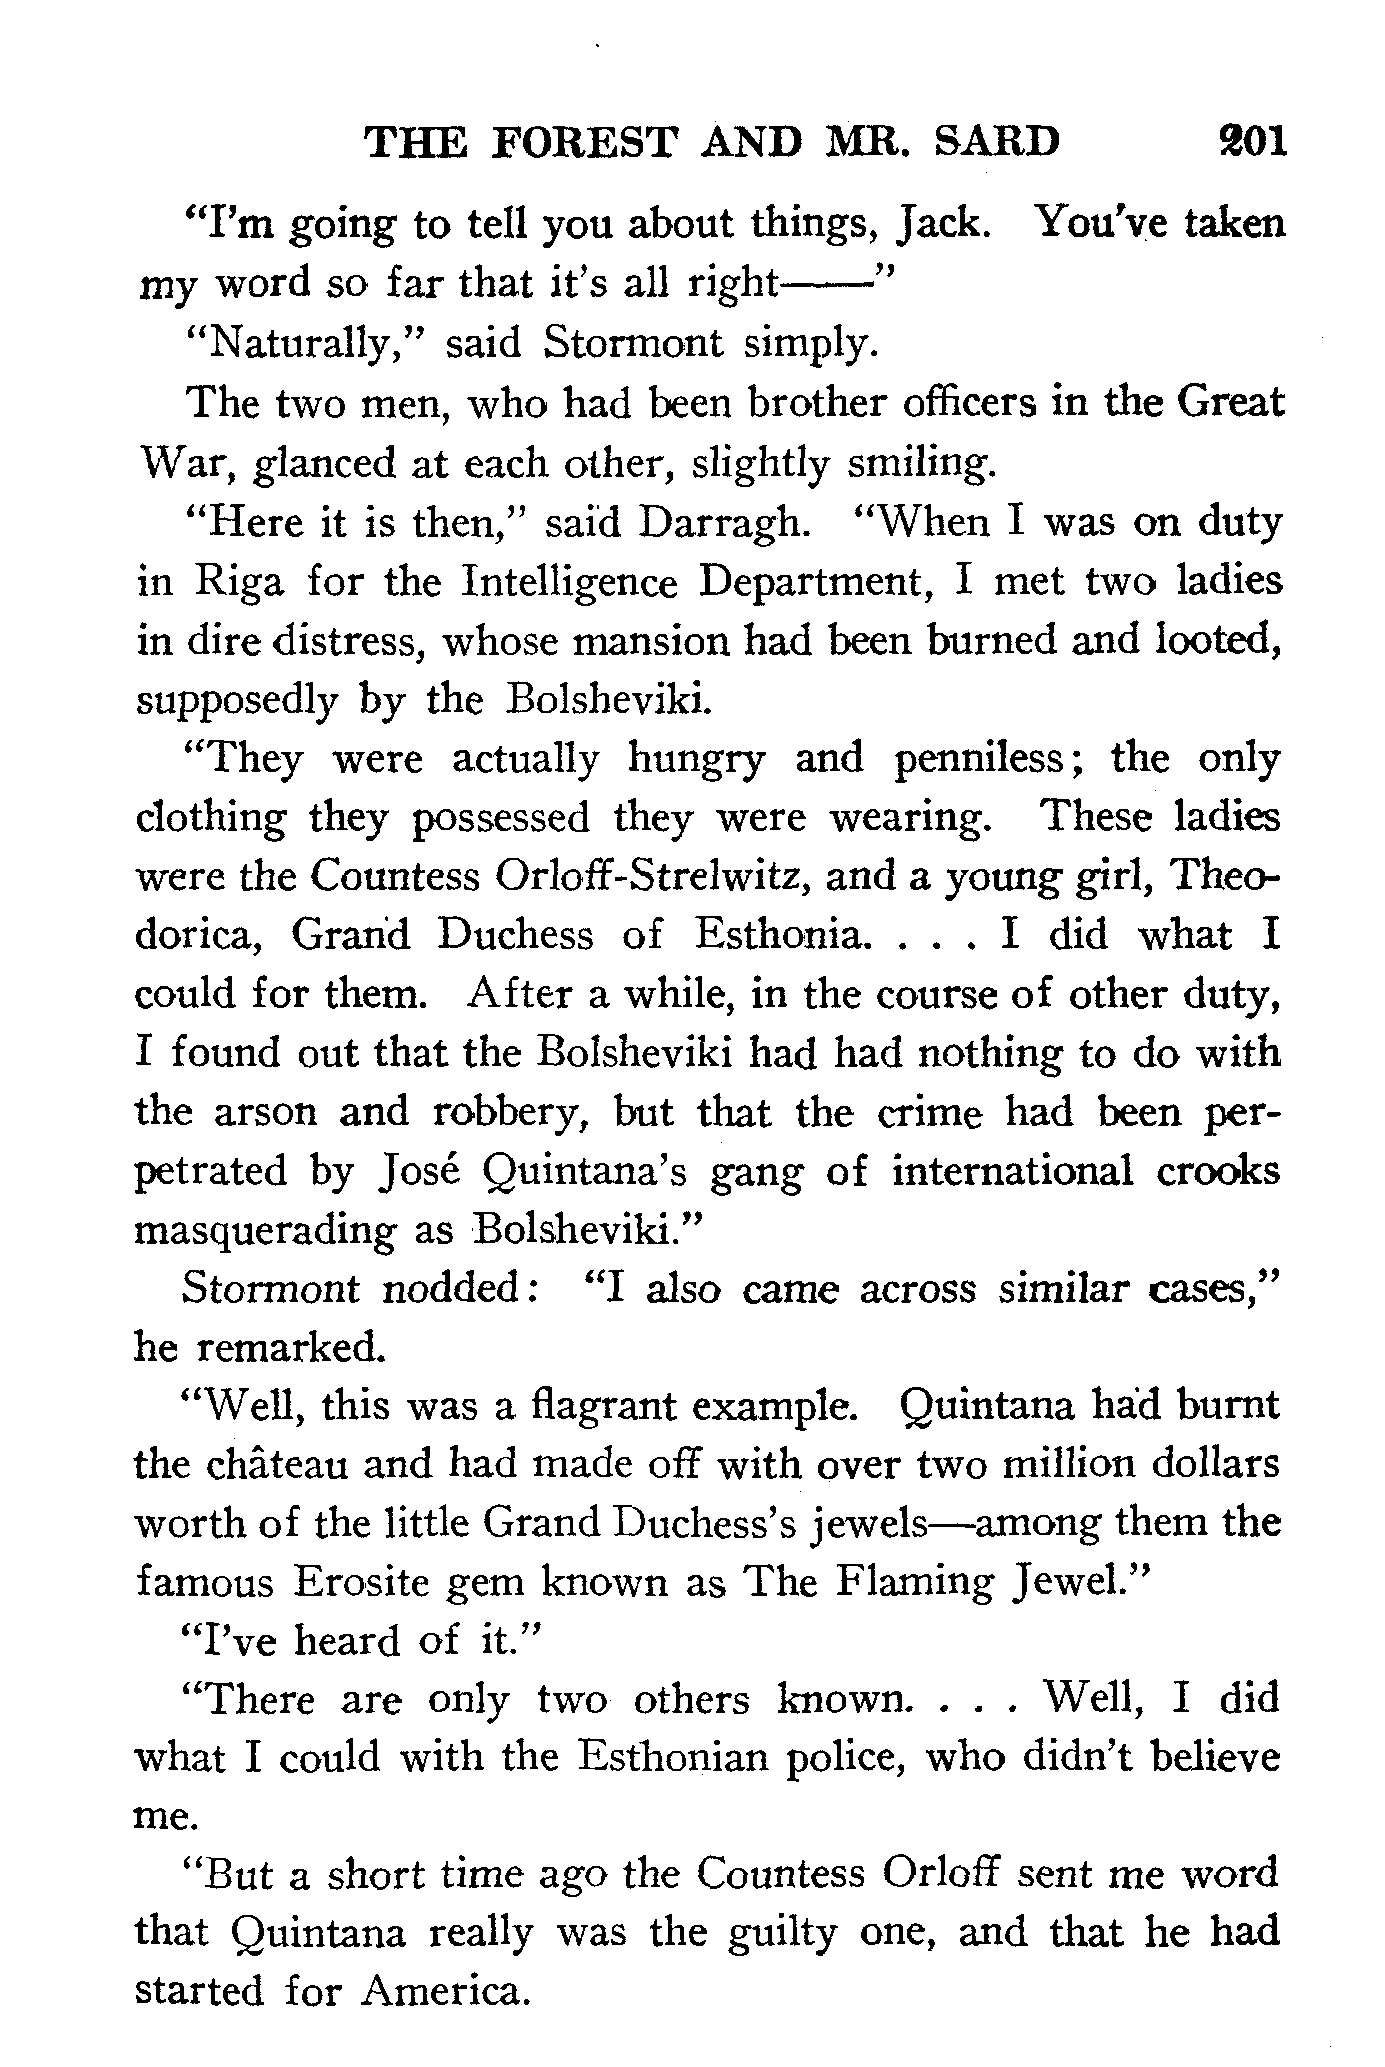 THE FOREST AND MR. SARD 201
“I'm going to tell you about things, Jack. You've taken
my word so far that it's all right——”
“Naturally,” said Stormont simply.
The two men, who had been brother officers in the Great
War, glanced at each other, slightly smiling.
“Here it is then,” said Darragh. “When I was on duty
in Riga for the Intelligence Department, I met two ladies
in dire distress, whose mansion had been burned and looted,
supposedly by the Bolsheviki.
“They were actually hungry and penniless; the only
clothing they possessed they were wearing. These ladies
were the Countess Orloff-Strelwitz, and a young girl, Theo-
dorica, Grand Duchess of Esthonia. . . . I did what I
could for them. After a while, in the course of other duty,
I found out that the Bolsheviki had had nothing to do with
the arson and robbery, but that the crime had been per-
petrated by José Quintana's gang of international crooks
masquerading as Bolsheviki.”
Stormont nodded: “I also came across similar cases,”
he remarked.
“Well, this was a flagrant example. Quintana had burnt
the château and had made off with over two million dollars
worth of the little Grand Duchess's jewels—among them the
famous Erosite gem known as The Flaming Jewel.”
“I've heard of it.”
“There are only two others known. . . . Well, I did
what I could with the Esthonian police, who didn't believe
me.
“But a short time ago the Countess Orloff sent me word
that Quintana really was the guilty one, and that he had
started for America.